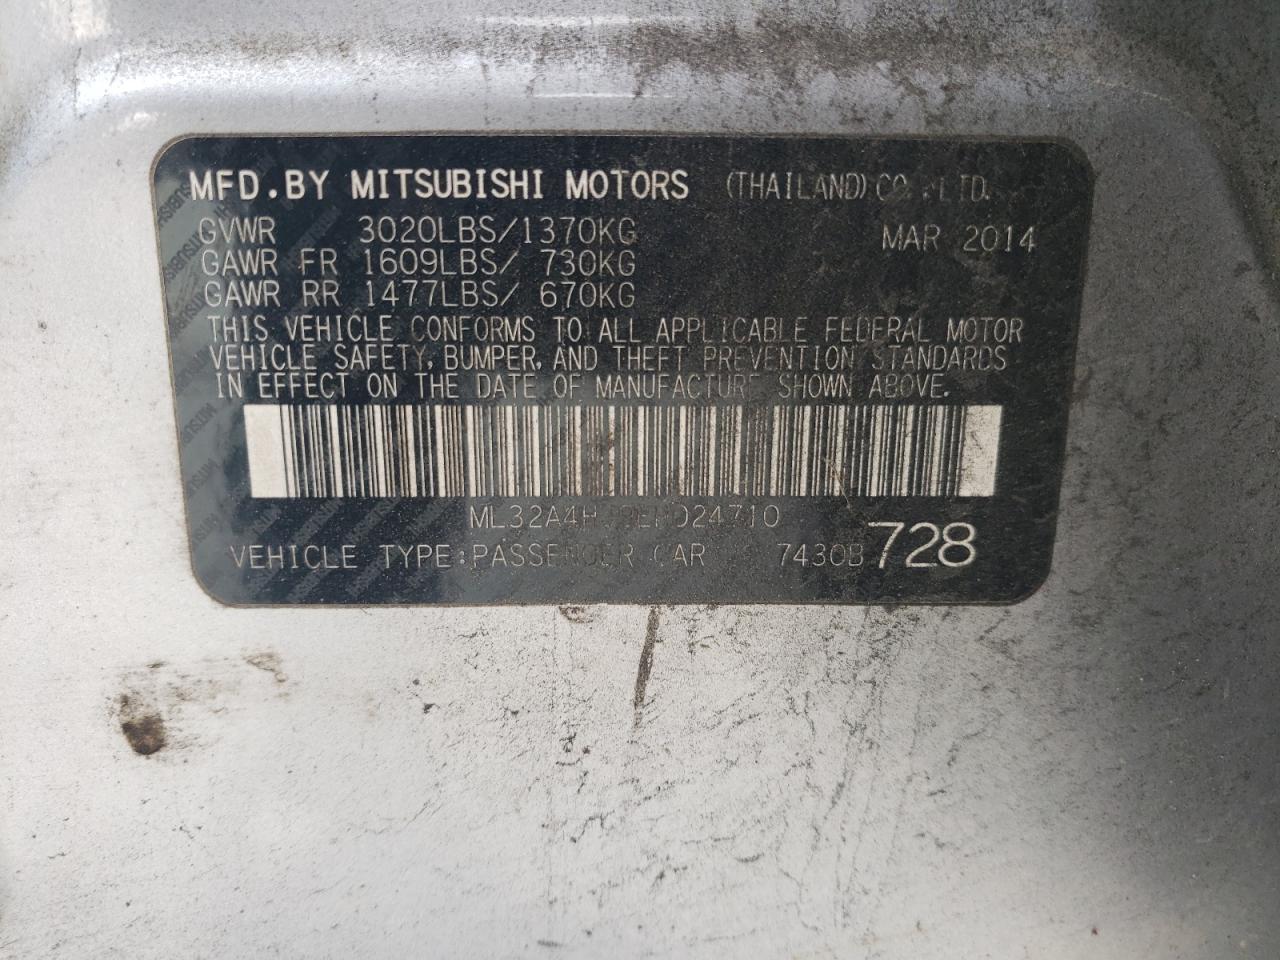 MFD.BY MITSUBISHI MOTORS (THAILAND) CO.,LTD.
GVWR 3020LBS/1370KG MAR 2014
GAWR FR 1609LBS/ 730KG
GAWR RR 1477LBS/ 670KG
THIS VEHICLE CONFORMS TO ALL APPLICABLE FEDERAL MOTOR
VEHICLE SAFETY, BUMPER, AND THEFT PREVENTION STANDARDS
IN EFFECT ON THE DATE OF MANUFACTURE SHOWN ABOVE.
VEHICLE TYPE:PASSENGER CAR 7430B 728